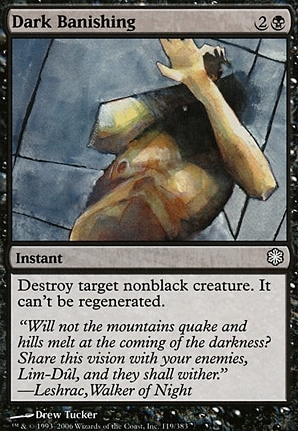 Dark Banishing 2
Instant
Destroy target nonblack creature. It
can't be regenerated.
"Will not the mountains quake and
hills melt at the coming of the darkness?
Share this vision with your enemies,
Lim-Dûl, and they shall wither."
—Leshrac, Walker of Night
Drew Tucker
™ & © 1993-2006 Wizards of the Coast, Inc. 119/383